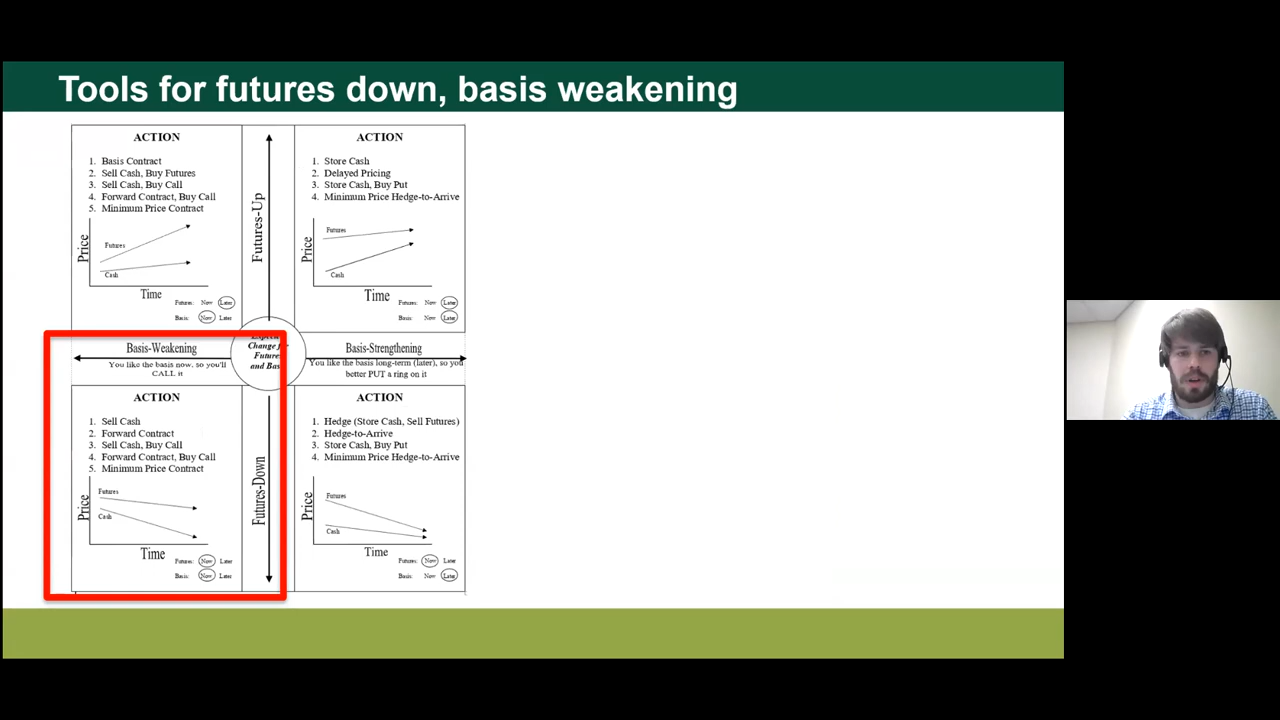 Tools for futures down, basis weakening
ACTION
1. Basis Contract
2. Sell Cash, Buy Futures
3. Sell Cash, Buy Call
4. Forward Contract, Buy Call
5. Minimum Price Contract
Price
Futures
Cash
Time
Futures: Now Later
Basis: Now Later
Futures-Up
ACTION
1. Store Cash
2. Delayed Pricing
3. Store Cash, Buy Put
4. Minimum Price Hedge-to-Arrive
Price
Futures
Cash
Time
Futures: Now Later
Basis: Now Later
Basis-Weakening
You like the basis now, so you'll
CALL it
Change
Futures
and
Basis-Strengthening
You like the basis long-term (later), so you
better PUT a ring on it
ACTION
1. Sell Cash
2. Forward Contract
3. Sell Cash, Buy Call
4. Forward Contract, Buy Call
5. Minimum Price Contract
Price
Futures
Cash
Time
Futures: Now Later
Basis: Now Later
Futures-Down
ACTION
1. Hedge (Store Cash, Sell Futures)
2. Hedge-to-Arrive
3. Store Cash, Buy Put
4. Minimum Price Hedge-to-Arrive
Price
Futures
Cash
Time
Futures: Now Later
Basis: Now Later